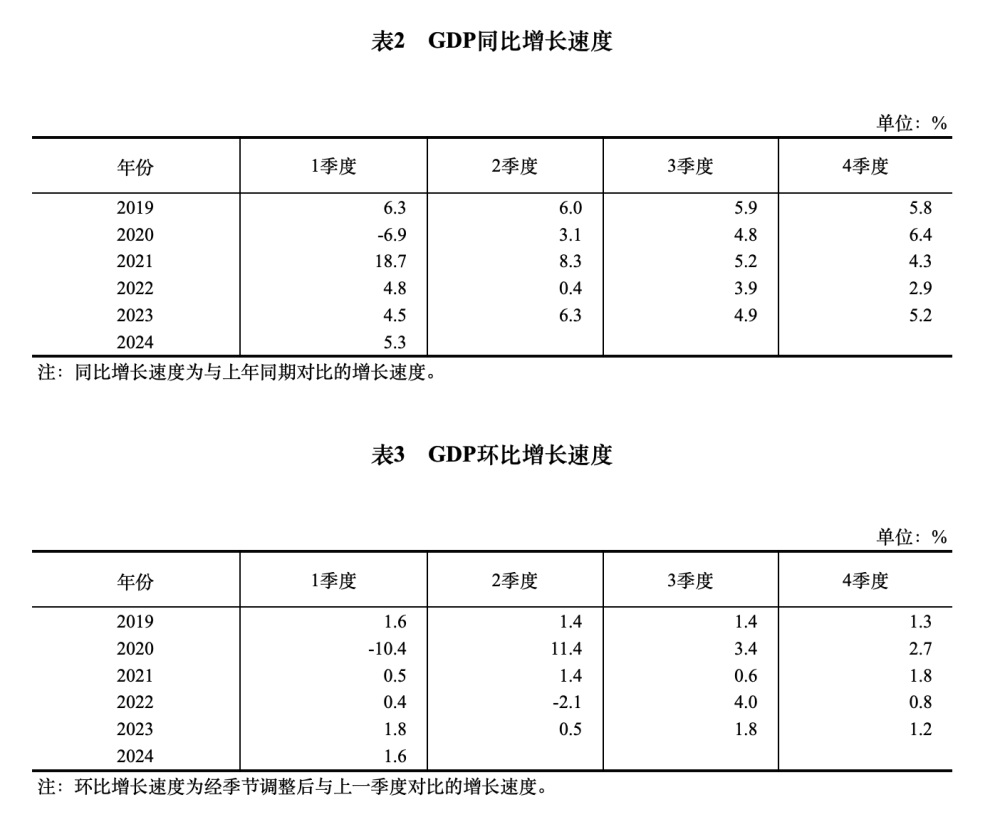 表2 GDP同比增长速度
单位：%
年份 1季度 2季度 3季度 4季度
2019 6.3 6.0 5.9 5.8
2020 -6.9 3.1 4.8 6.4
2021 18.7 8.3 5.2 4.3
2022 4.8 0.4 3.9 2.9
2023 4.5 6.3 4.9 5.2
2024 5.3
注：同比增长速度为与上年同期对比的增长速度。
表3 GDP环比增长速度
单位：%
年份 1季度 2季度 3季度 4季度
2019 1.6 1.4 1.4 1.3
2020 -10.4 11.4 3.4 2.7
2021 0.5 1.4 0.6 1.8
2022 0.4 -2.1 4.0 0.8
2023 1.8 0.5 1.8 1.2
2024 1.6
注：环比增长速度为经季节调整后与上一季度对比的增长速度。